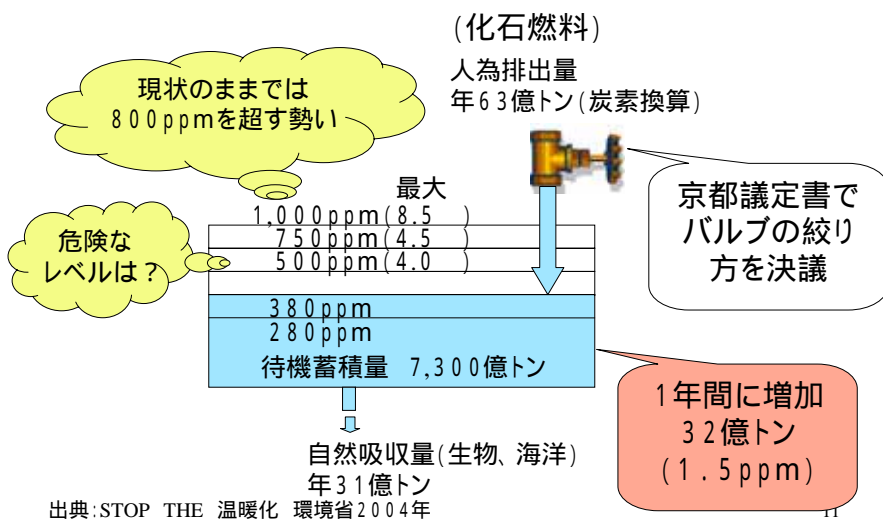 (化石燃料)
人為排出量
年63億トン(炭素換算)
現状のままでは
800ppmを超す勢い
京都議定書で
バルブの絞り
方を決議
危険な
レベルは?
最大
1,000ppm(8.5 )
750ppm(4.5 )
500ppm(4.0 )
380ppm
280ppm
待機蓄積量 7,300億トン
1年間に増加
32億トン
(1.5ppm)
自然吸収量(生物、海洋)
年31億トン
出典:STOP THE 温暖化 環境省2004年
11